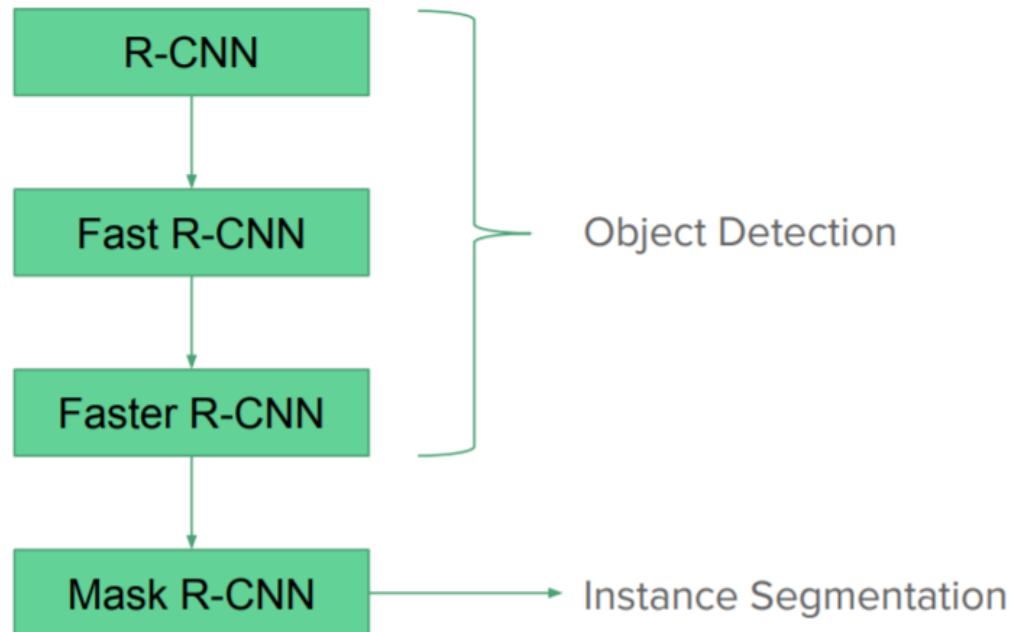 R-CNN
Fast R-CNN
Object Detection
Faster R-CNN
Mask R-CNN
Instance Segmentation